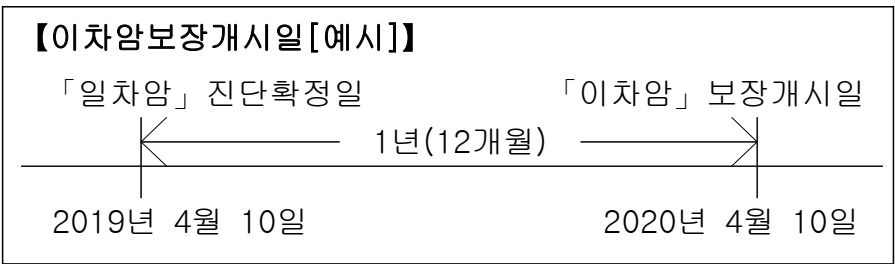 【이차암보장개시일[예시]】
「일차암」진단확정일 「이차암」보장개시일
1년(12개월)
2019년 4월 10일 2020년 4월 10일